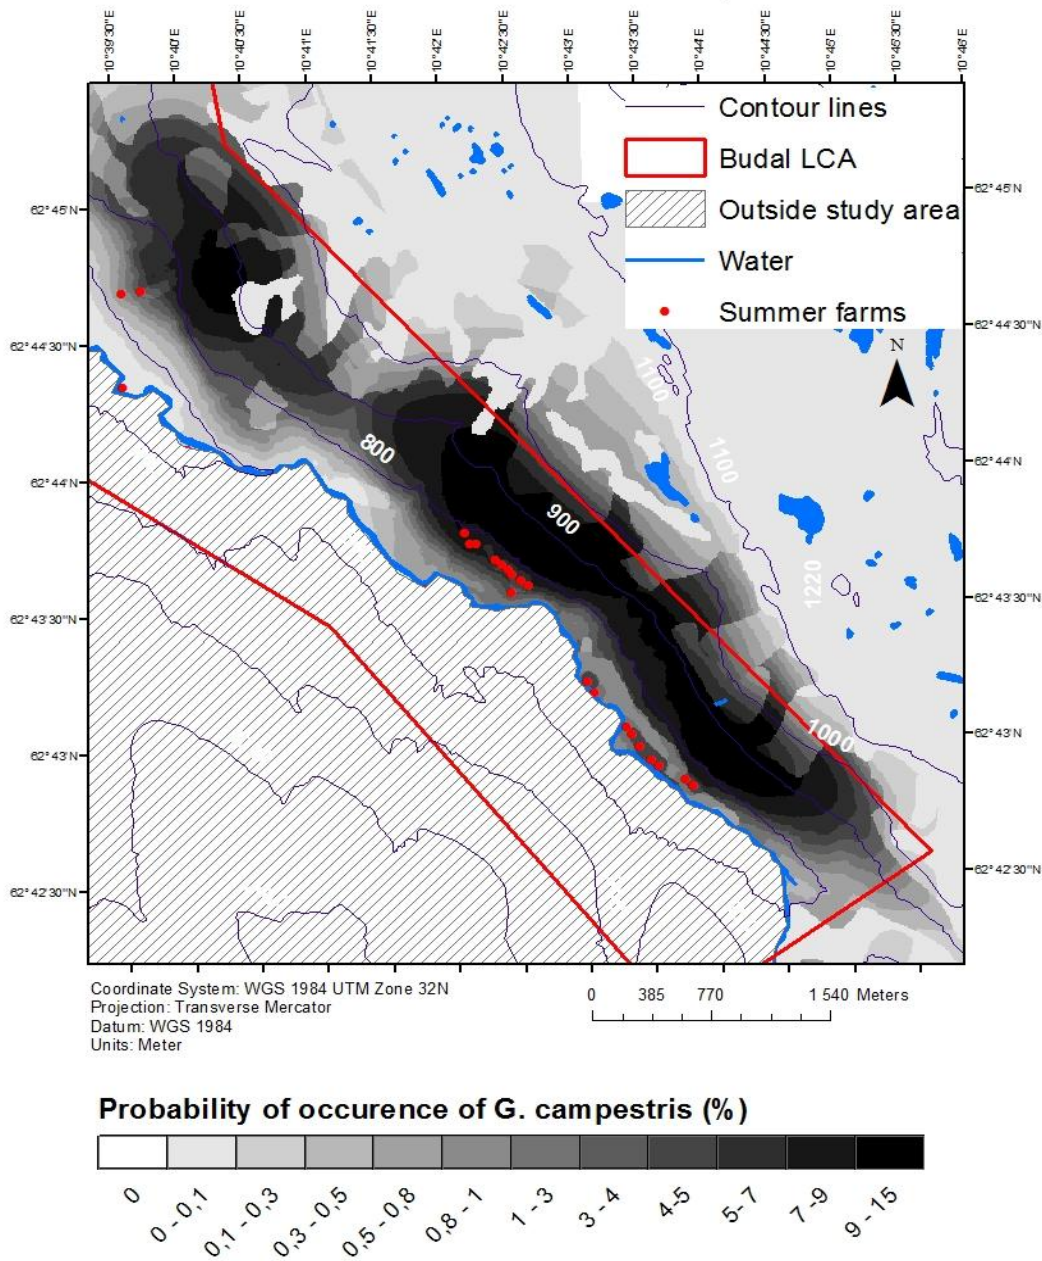 10°39'30"E
10°40'E
10°40'30"E
10°41'E
10°41'30"E
10°42'E
10°42'30"E
10°43'E
10°43'30"E
10°44'E
10°44'30"E
10°45'E
10°45'30"E
10°46'E
Contour lines
Budal LCA
Outside study area
Water
Summer farms
N
62°45'N
62°44'30"N
62°44'N
62°43'30"N
62°43'N
62°42'30"N
62°45'N
62°44'30"N
62°44'N
62°43'30"N
62°43'N
62°42'30"N
1100
1100
800
900
1220
1000
Coordinate System: WGS 1984 UTM Zone 32N
Projection: Transverse Mercator
Datum: WGS 1984
Units: Meter
0 385 770 1 540 Meters
Probability of occurence of G. campestris (%)
0
0 - 0,1
0,1 - 0,3
0,3 - 0,5
0,5 - 0,8
0,8 - 1
1 - 3
3 - 4
4-5
5- 7
7 -9
9 - 15